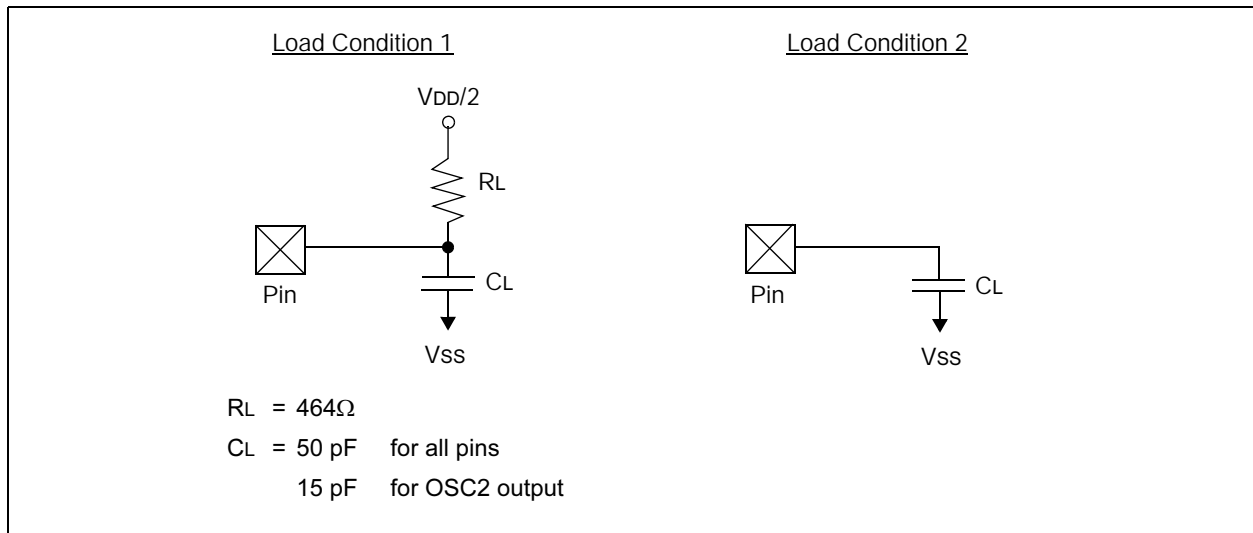 Load Condition 1
Load Condition 2
VDD/2
RL
CL
Pin
VSS
CL
Pin
VSS
RL = 464Ω
CL = 50 pF for all pins
15 pF for OSC2 output